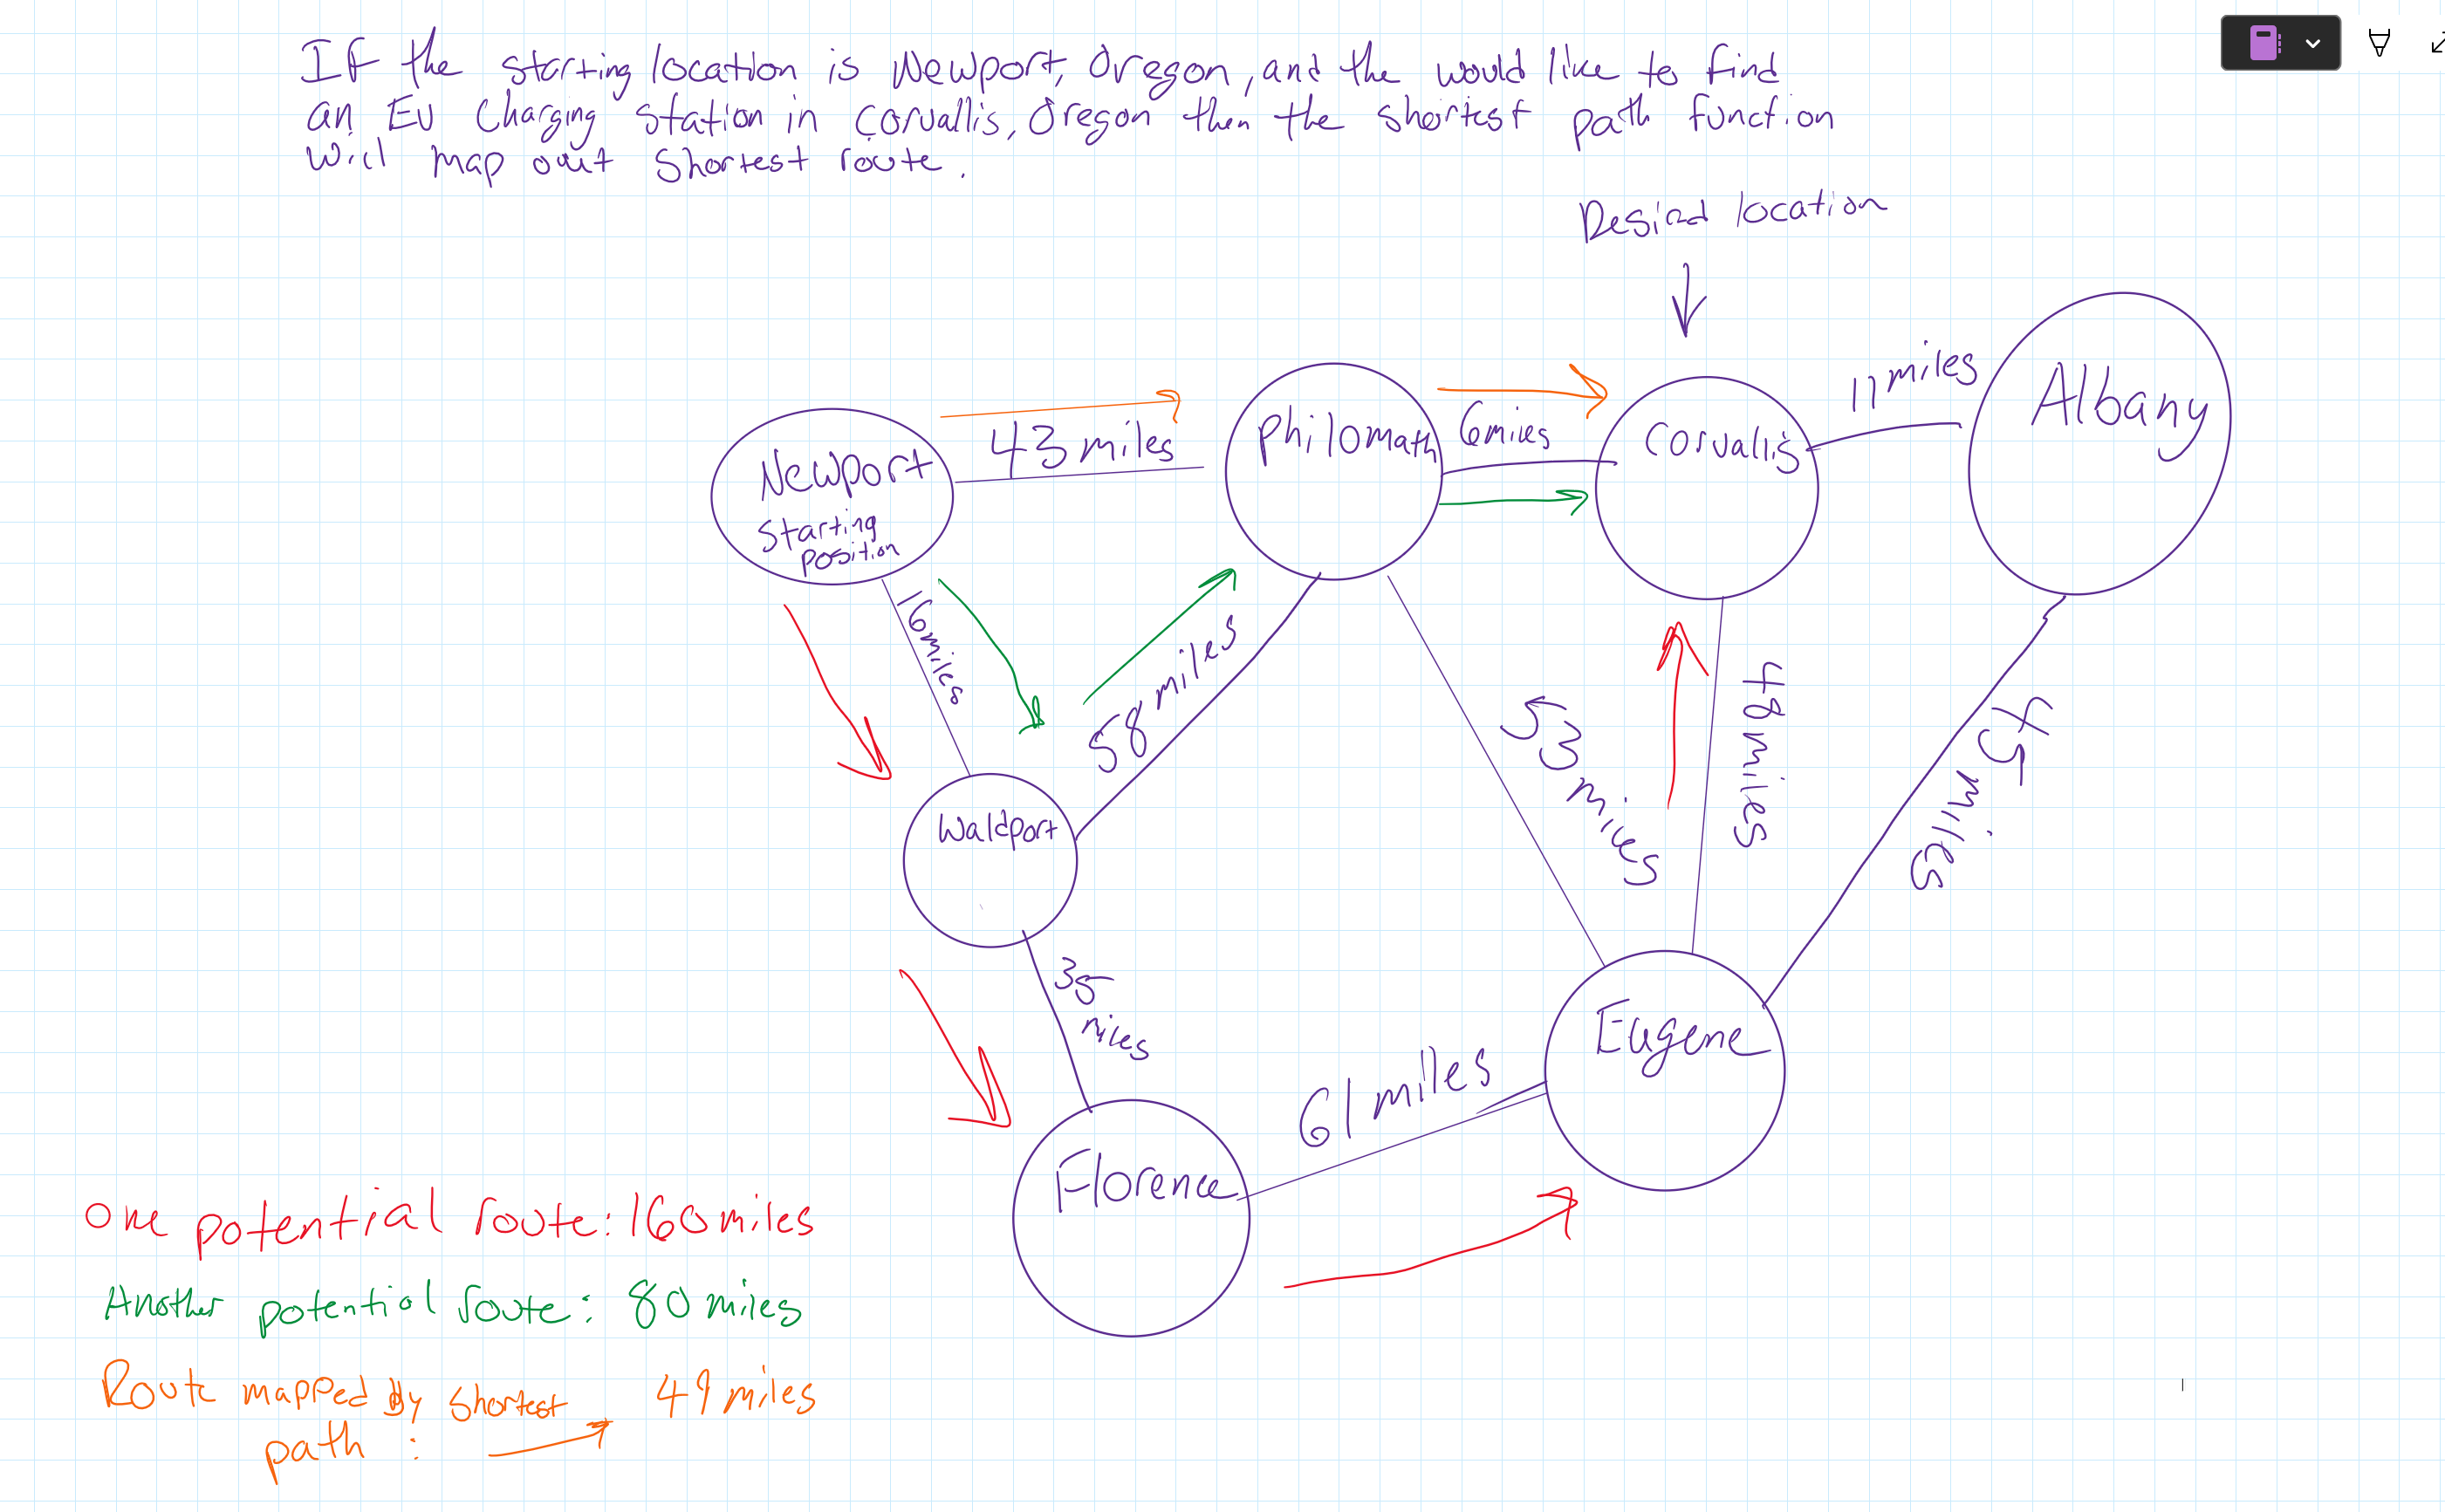 If the starting location is Newport, Oregon, and the would like to find
an EV Charging Station in Corvallis, Oregon then the shortest path function
will map out shortest route.
Desired location
11 miles
Albany
43 miles
Philomath
6 miles
Corvallis
Newport
starting
position
16 miles
58 miles
53 miles
48 miles
45 miles
Waldport
35
miles
Eugene
61 miles
Florence
One potential route: 160 miles
Another potential route: 80 miles
Route mapped by shortest 49 miles
path :